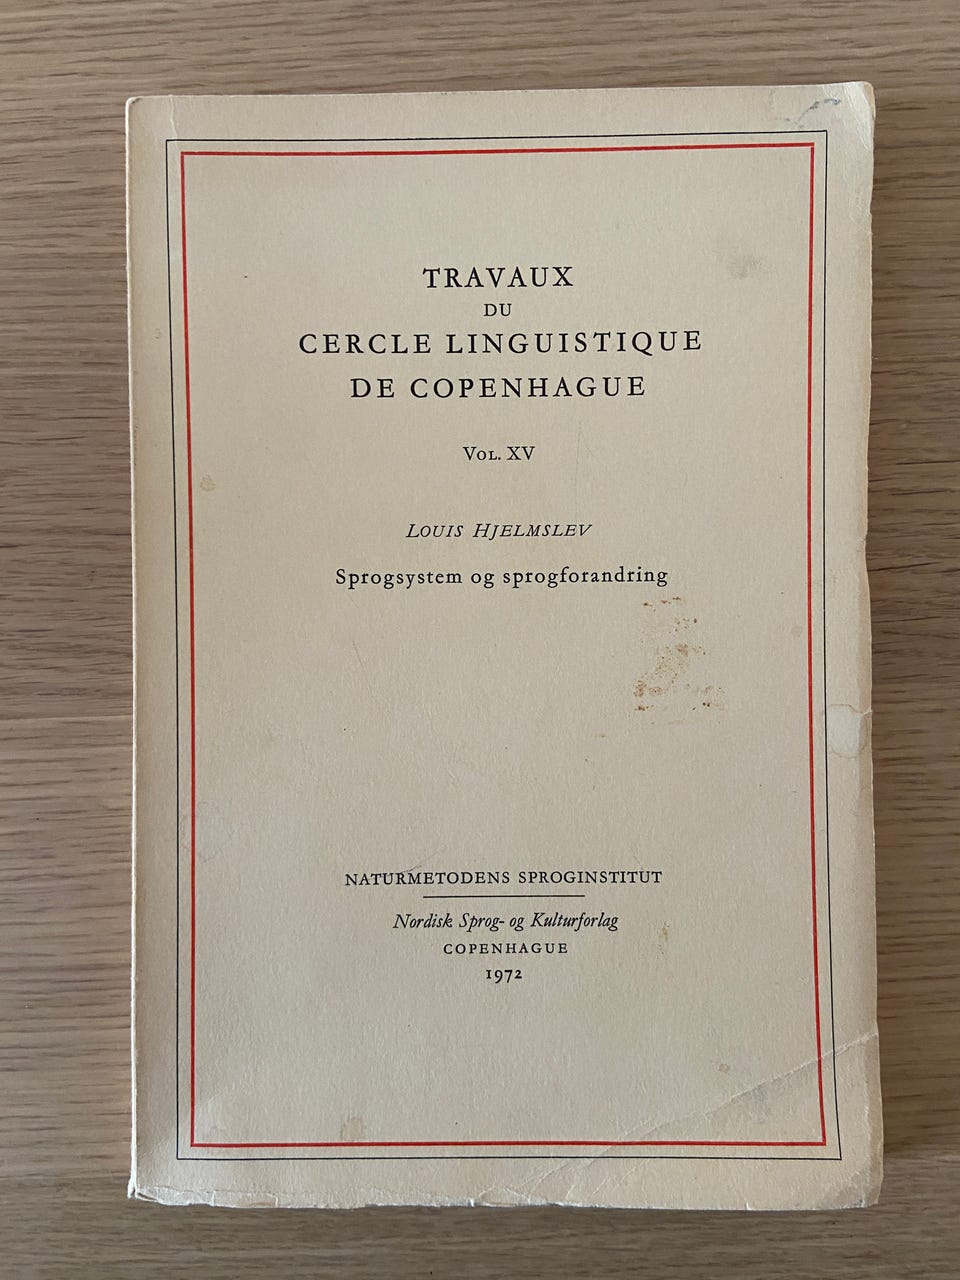 TRAVAUX
DU
CERCLE LINGUISTIQUE
DE COPENHAGUE
Vol. XV
Louis Hjelmslev
Sprogsystem og sprogforandring
NATURMETODENS SPROGINSTITUT
Nordisk Sprog- og Kulturforlag
COPENHAGUE
1972